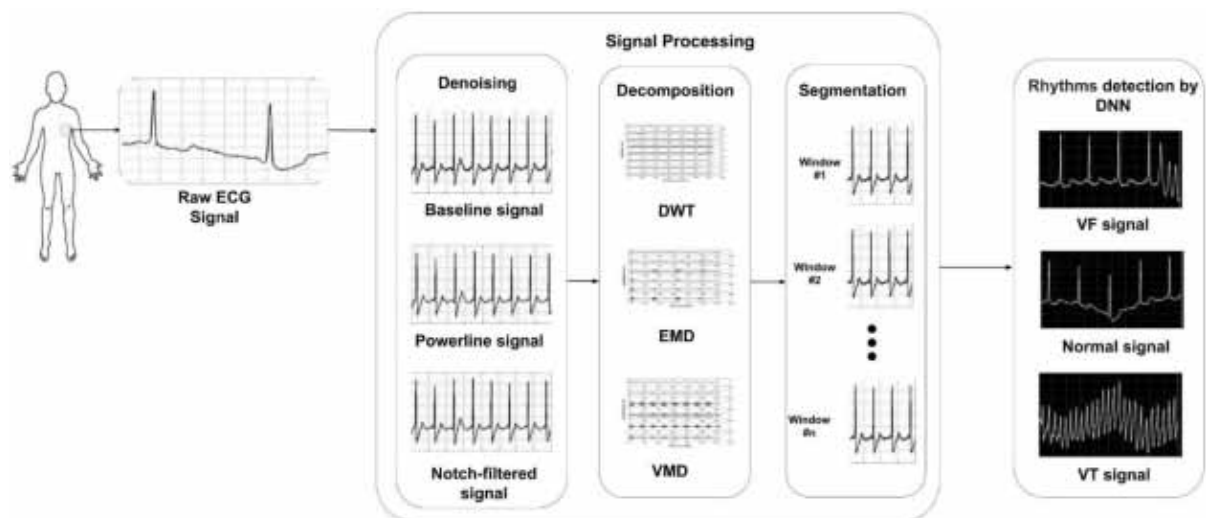 Signal Processing
Raw ECG
Signal
Denoising
Baseline signal
Powerline signal
Notch-filtered
signal
Decomposition
DWT
EMD
VMD
Segmentation
Window
#1
Window
#2
Window
#n
Rhythms detection by
DNN
VF signal
Normal signal
VT signal